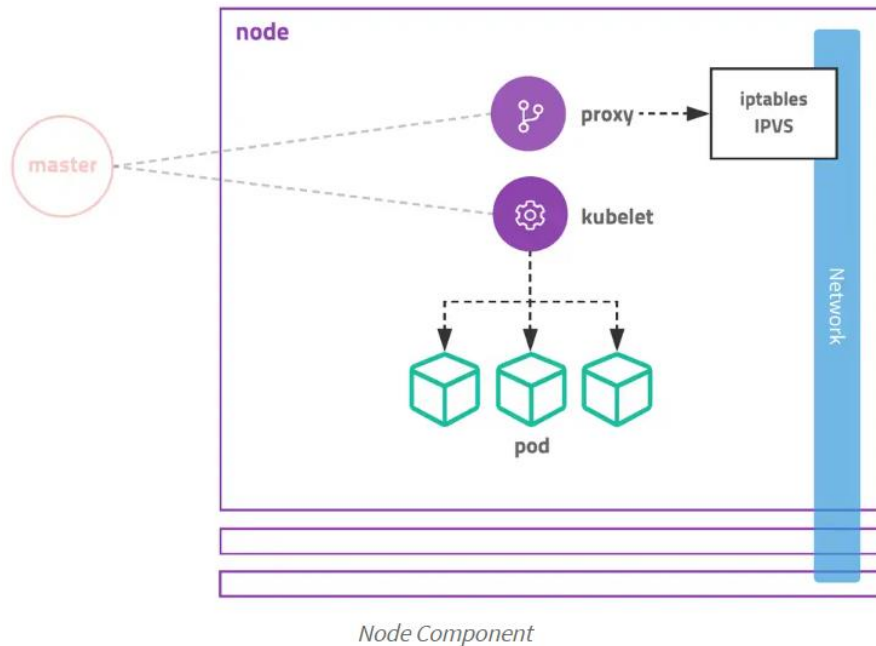 node
master
proxy
iptables
IPVS
kubelet
Network
pod
Node Component